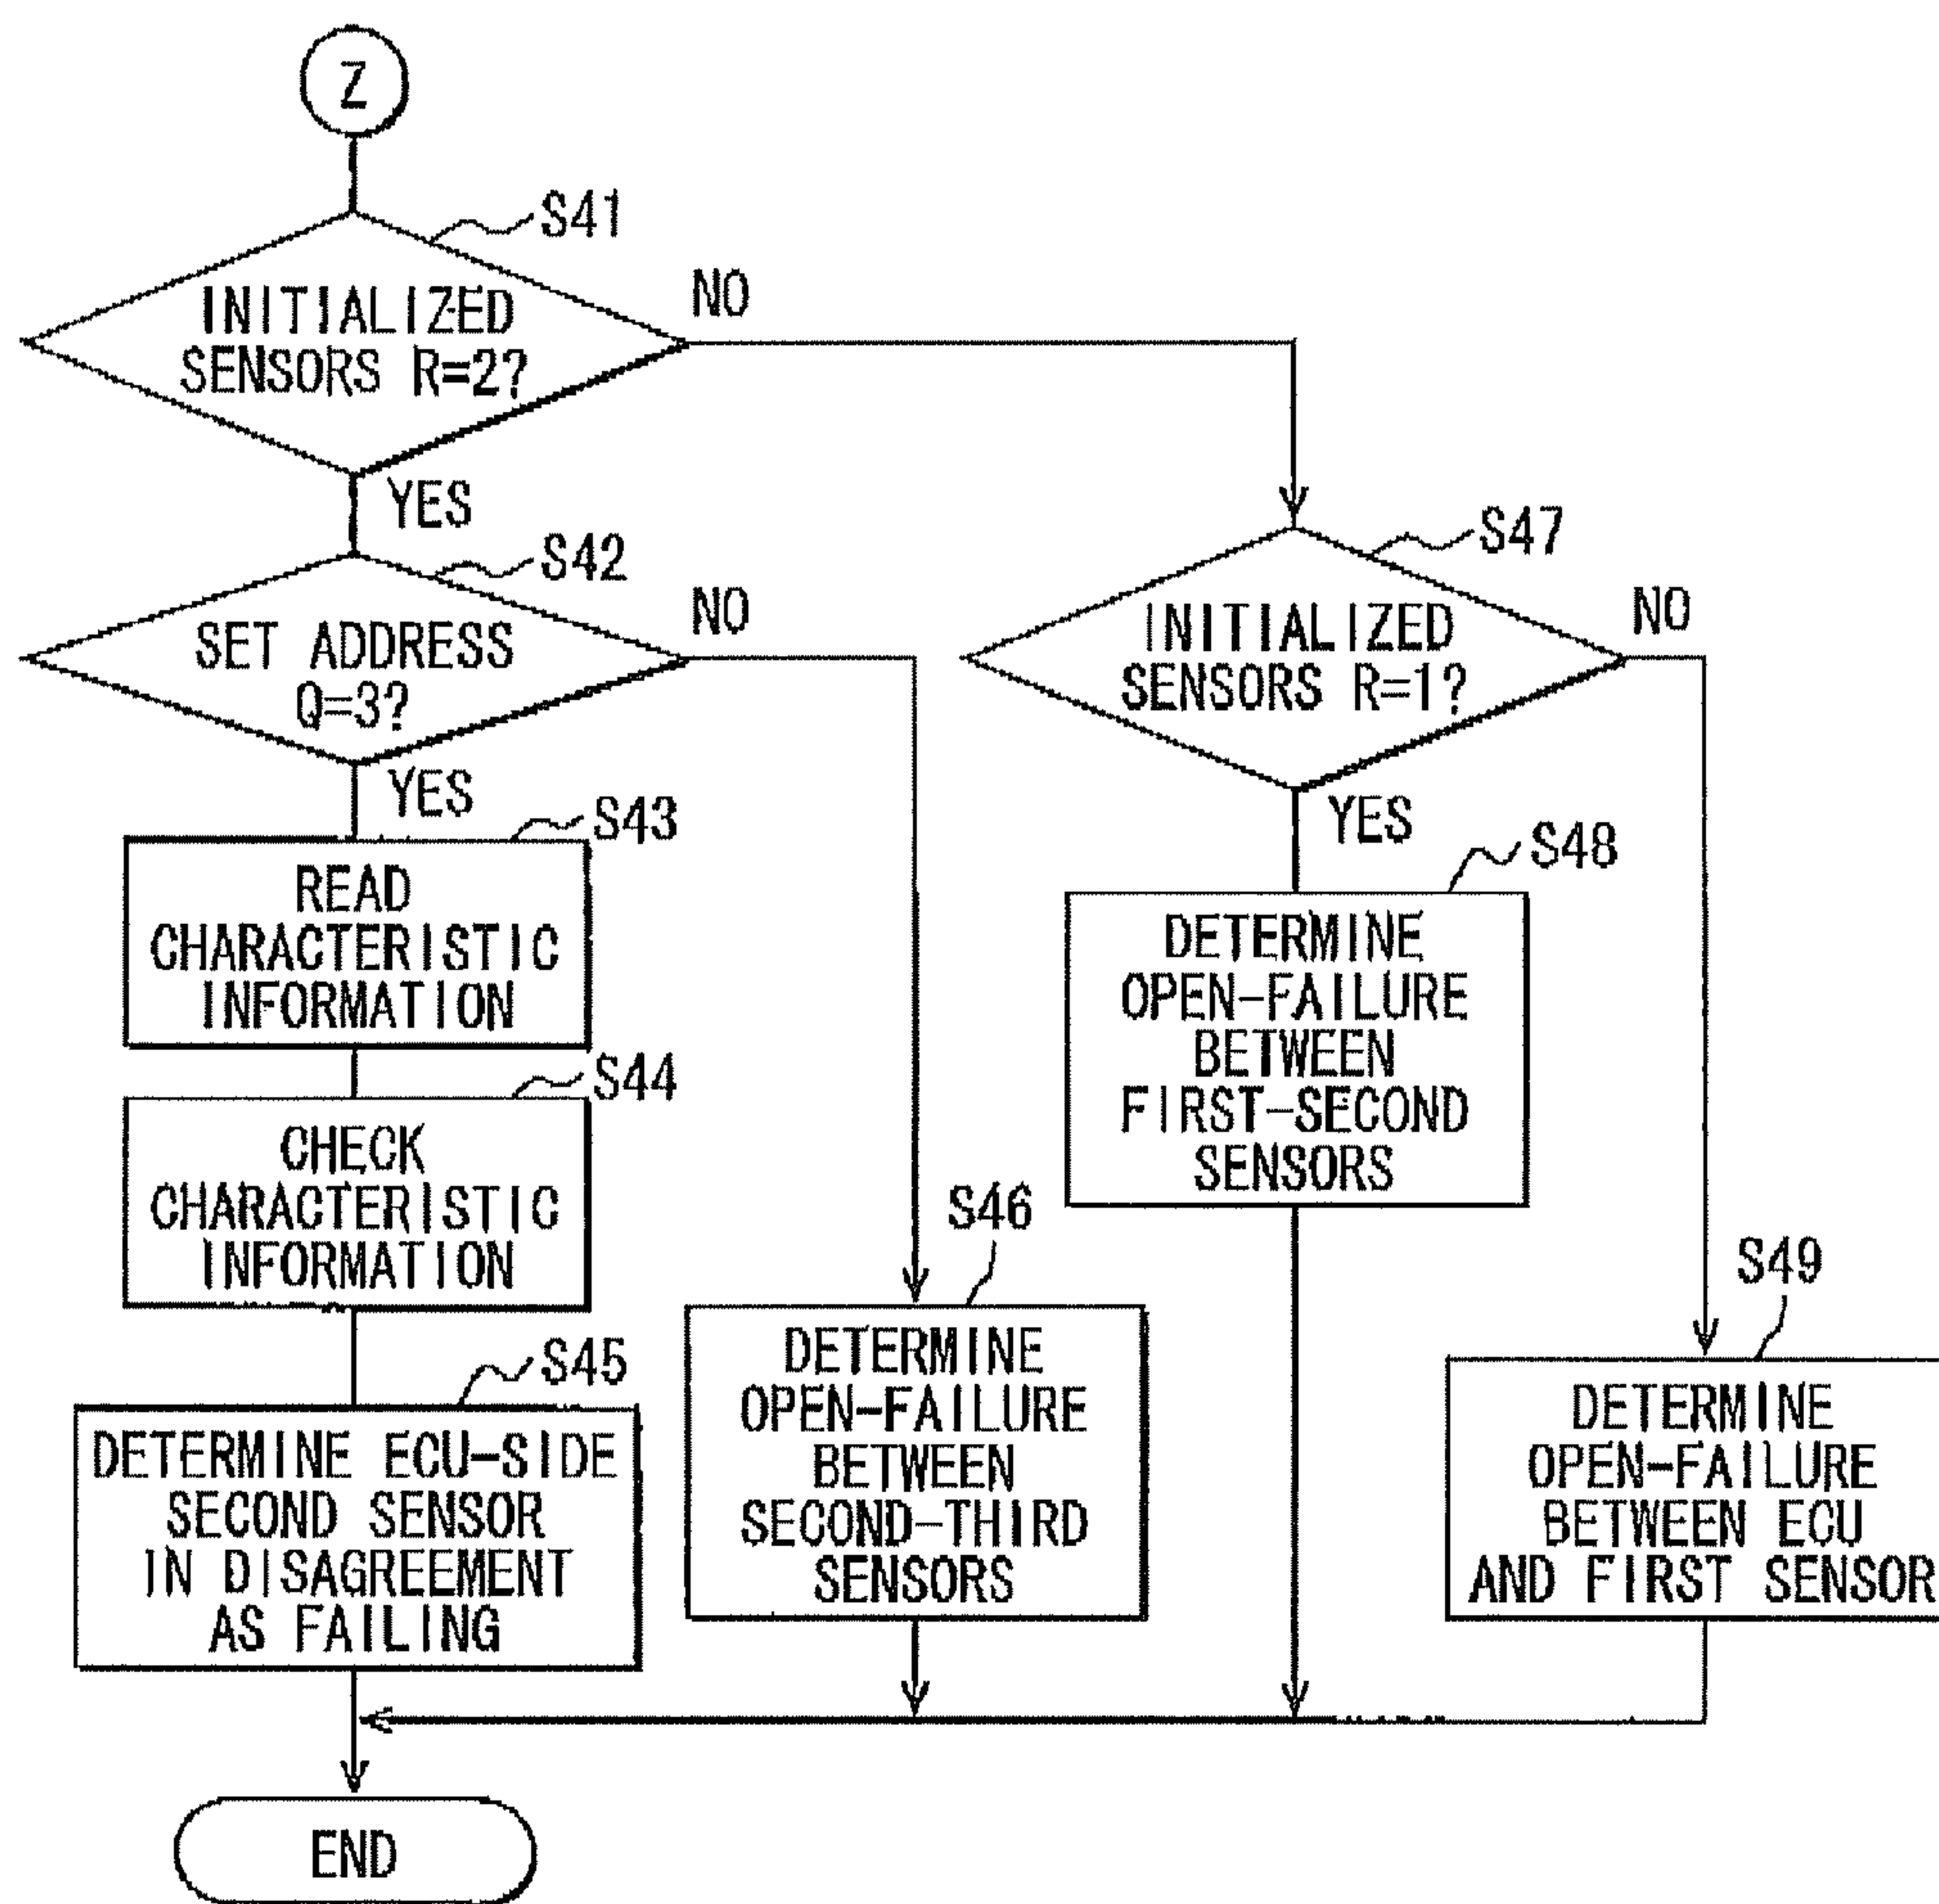 Z
S41
INITIALIZED
SENSORS R=2?
NO
YES
S42
SET ADDRESS
Q=3?
NO
YES
S43
READ
CHARACTERISTIC
INFORMATION
S44
CHECK
CHARACTERISTIC
INFORMATION
S45
DETERMINE ECU-SIDE
SECOND SENSOR
IN DISAGREEMENT
AS FAILING
S46
DETERMINE
OPEN-FAILURE
BETWEEN
SECOND-THIRD
SENSORS
S47
INITIALIZED
SENSORS R=1?
NO
YES
S48
DETERMINE
OPEN-FAILURE
BETWEEN
FIRST-SECOND
SENSORS
S49
DETERMINE
OPEN-FAILURE
BETWEEN ECU
AND FIRST SENSOR
END